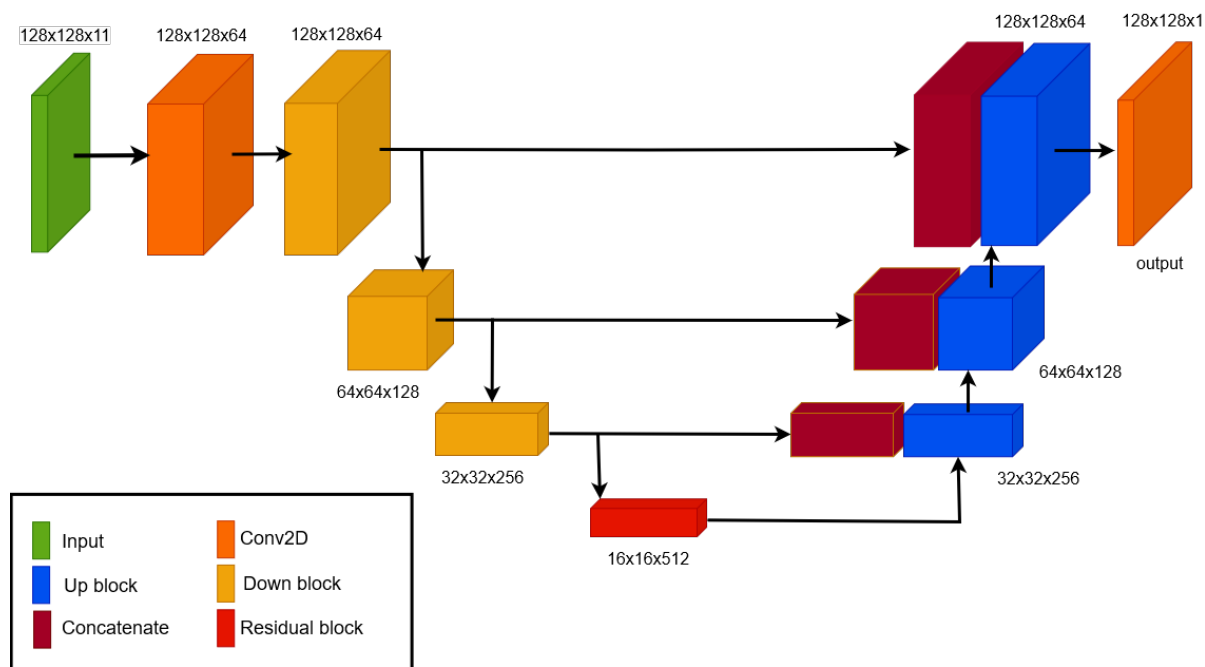 128x128x11
128x128x64
128x128x64
128x128x64
128x128x1
output
64x64x128
64x64x128
32x32x256
32x32x256
16x16x512
Input
Conv2D
Up block
Down block
Concatenate
Residual block